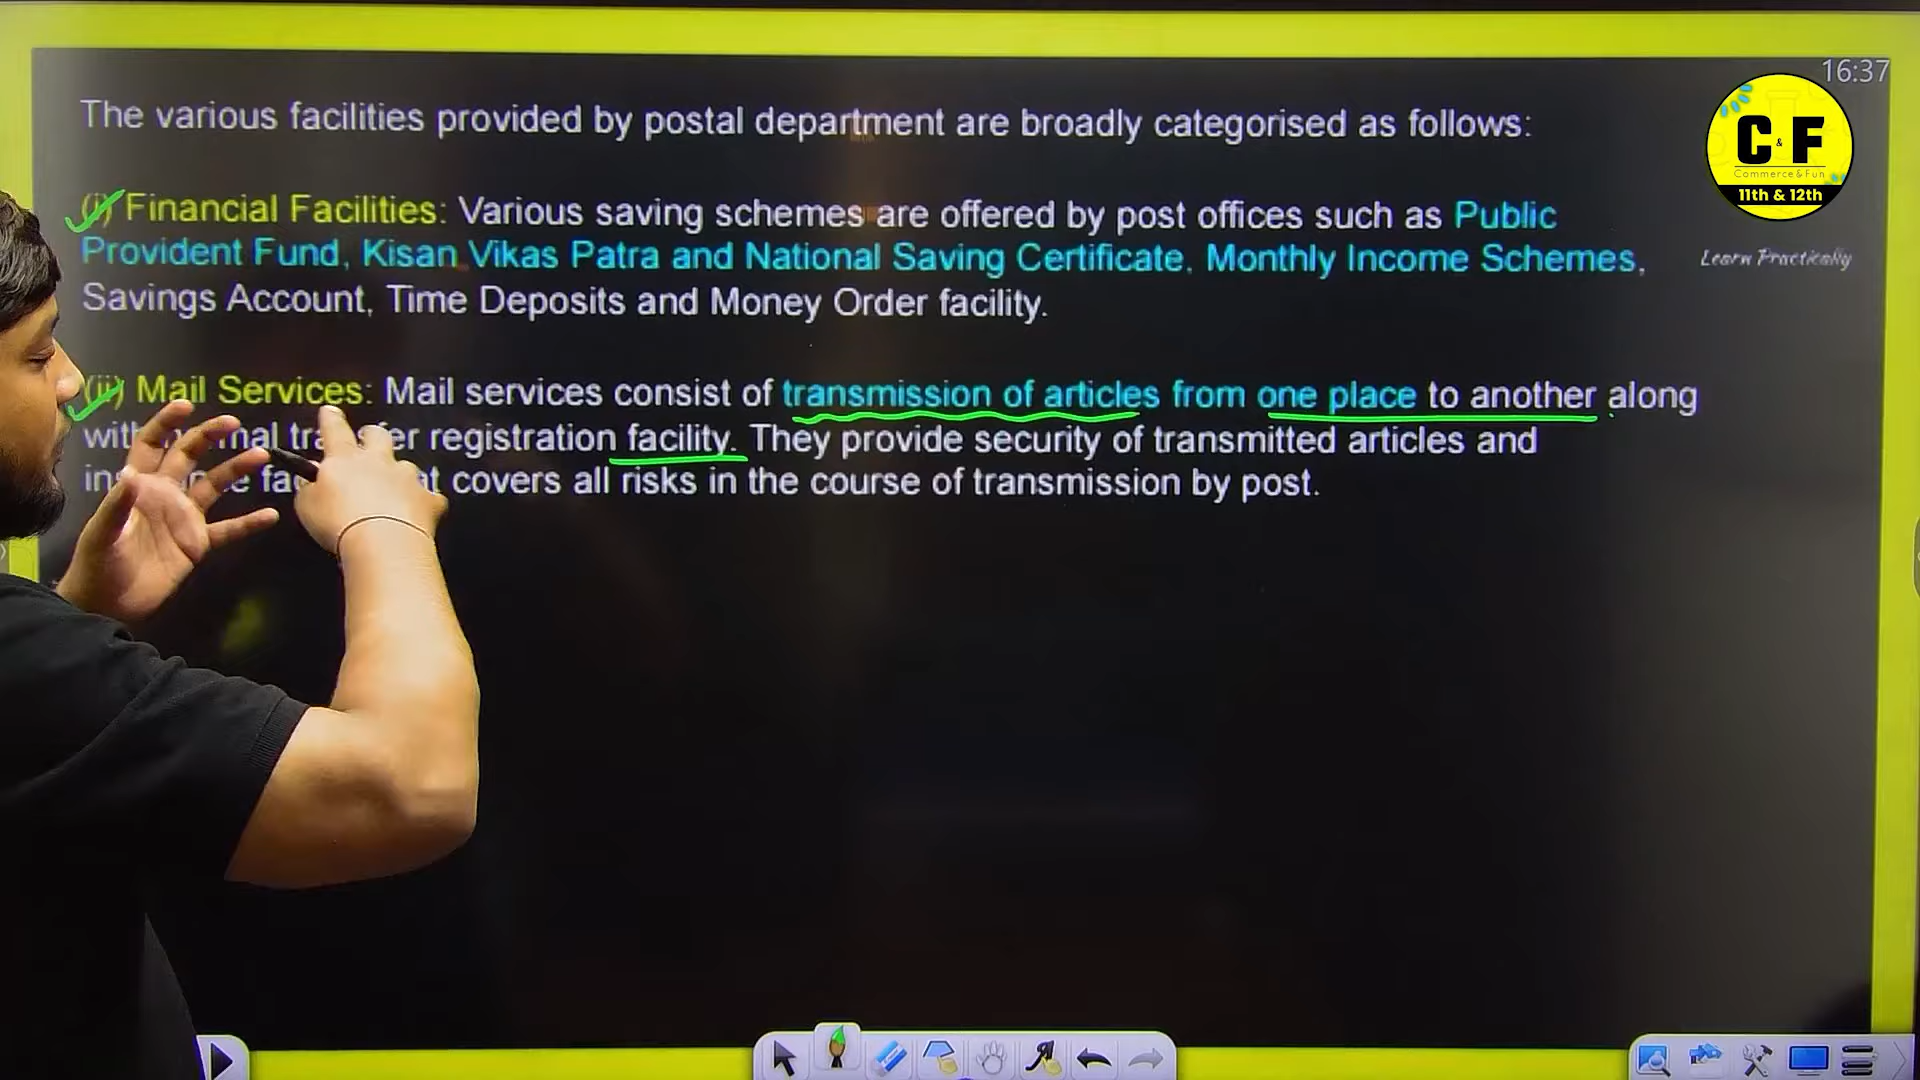 16:37
The various facilities provided by postal department are broadly categorised as follows:
C & F
Commerce & Fun
11th & 12th
(i) Financial Facilities: Various saving schemes are offered by post offices such as Public
Provident Fund, Kisan Vikas Patra and National Saving Certificate, Monthly Income Schemes,
Learn Practically
Savings Account, Time Deposits and Money Order facility.
(ii) Mail Services: Mail services consist of transmission of articles from one place to another along
registration facility. They provide security of transmitted articles and
covers all risks in the course of transmission by post.